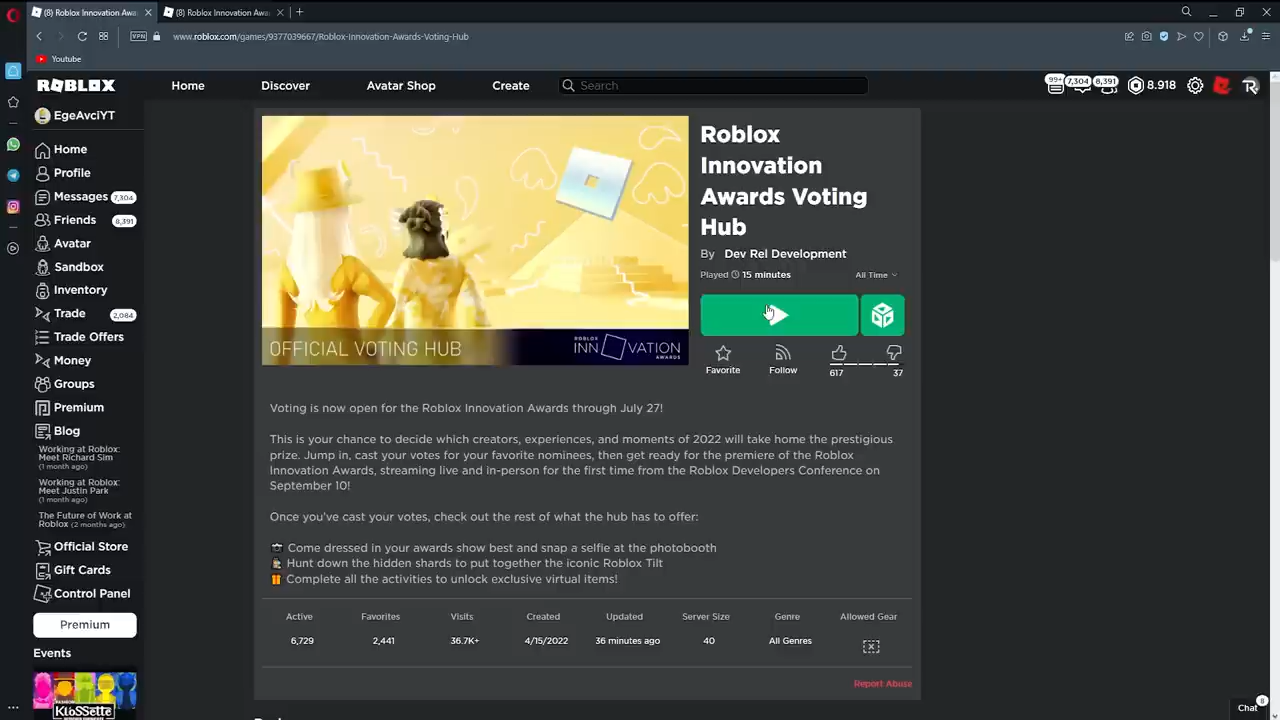 (8) Roblox Innovation Awa
(8) Roblox Innovation Awar
VPN
www.roblox.com/games/9377039667/Roblox-Innovation-Awards-Voting-Hub
Youtube
ROBLOX
Home
Discover
Avatar Shop
Create
Search
99+
7,304
8,391
8.918
EgeAvciYT
Home
Profile
Messages
7,304
Friends
8,391
Avatar
Sandbox
Inventory
Trade
2,084
Trade Offers
Money
Groups
Premium
Blog
Working at Roblox:
Meet Richard Sim
(1 month ago)
Working at Roblox:
Meet Justin Park
(1 month ago)
The Future of Work at
Roblox (2 months ago)
Official Store
Gift Cards
Control Panel
Premium
Events
KlosSette
OFFICIAL VOTING HUB
ROBLOX
INNOVATION
AWARDS
Roblox
Innovation
Awards Voting
Hub
By Dev Rel Development
Played 15 minutes
All Time
Favorite
Follow
617
37
Voting is now open for the Roblox Innovation Awards through July 27!
This is your chance to decide which creators, experiences, and moments of 2022 will take home the prestigious
prize. Jump in, cast your votes for your favorite nominees, then get ready for the premiere of the Roblox
Innovation Awards, streaming live and in-person for the first time from the Roblox Developers Conference on
September 10!
Once you've cast your votes, check out the rest of what the hub has to offer:
Come dressed in your awards show best and snap a selfie at the photobooth
Hunt down the hidden shards to put together the iconic Roblox Tilt
Complete all the activities to unlock exclusive virtual items!
Active
Favorites
Visits
Created
Updated
Server Size
Genre
Allowed Gear
6,729
2,441
36.7K+
4/15/2022
36 minutes ago
40
All Genres
Report Abuse
Chat
8